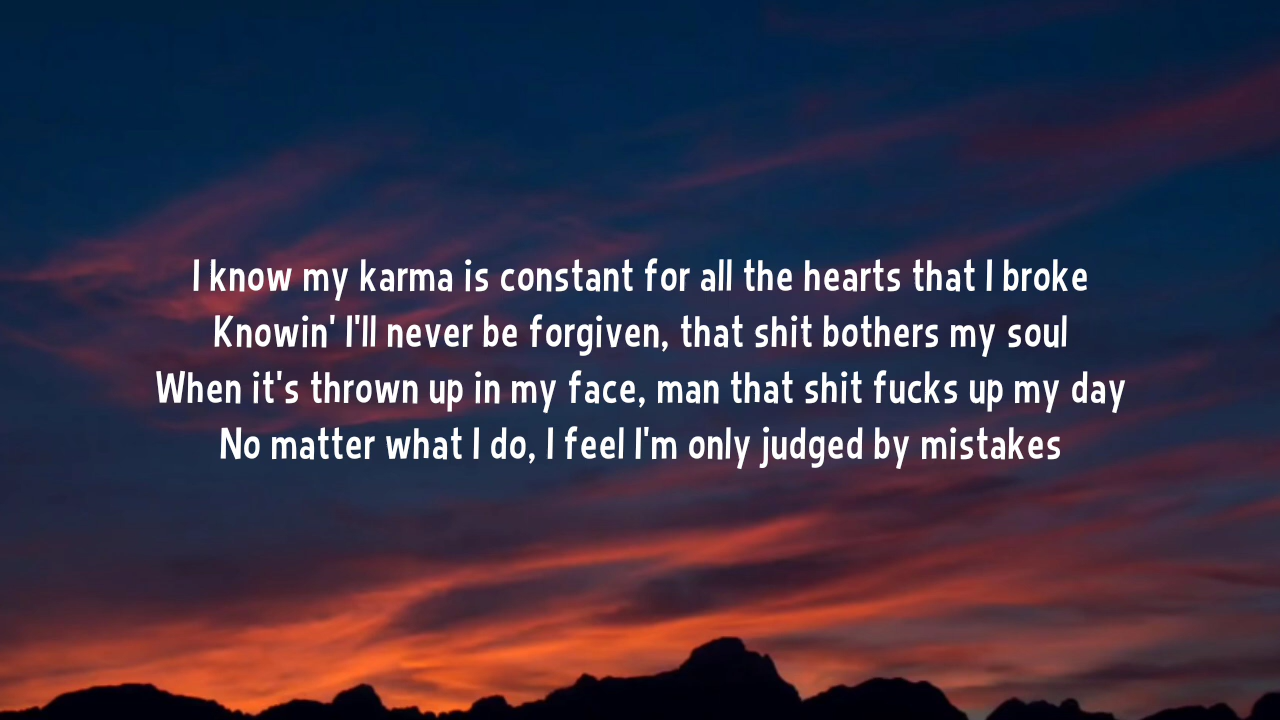 I know my karma is constant for all the hearts that I broke
Knowin' I'll never be forgiven, that shit bothers my soul
When it's thrown up in my face, man that shit fucks up my day
No matter what I do, I feel I'm only judged by mistakes